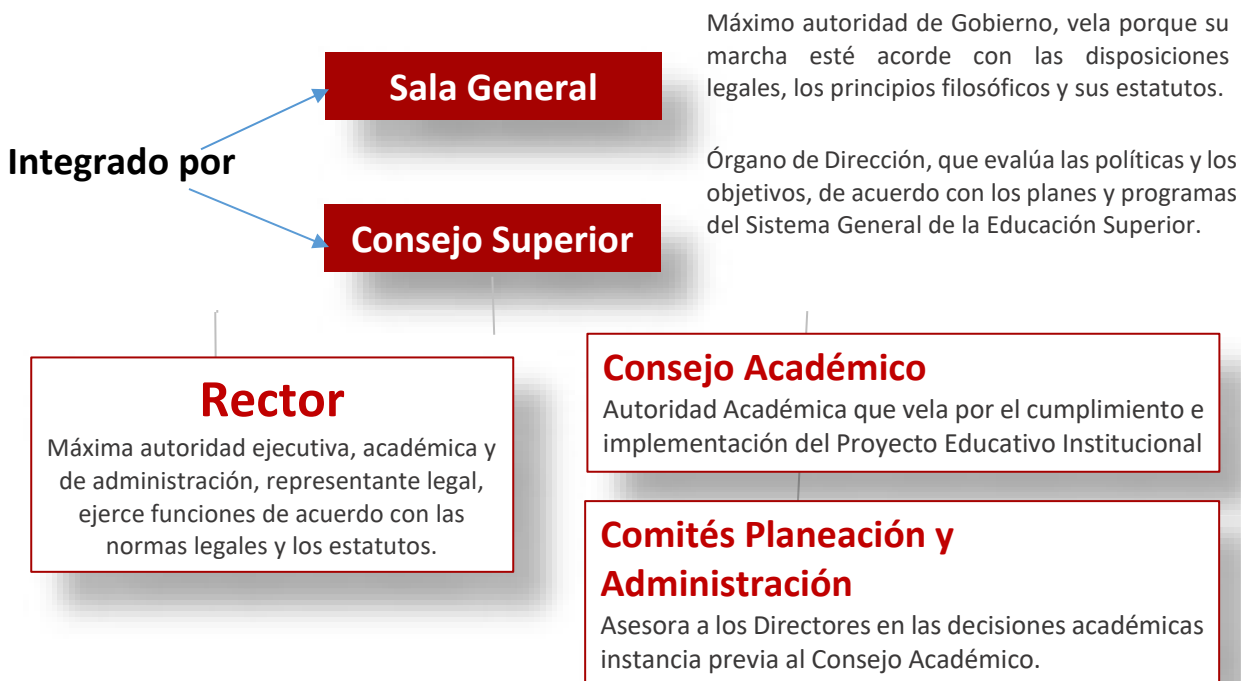 Máximo autoridad de Gobierno, vela porque su
marcha esté acorde con las disposiciones
legales, los principios filosóficos y sus estatutos.
Sala General
Integrado por
Órgano de Dirección, que evalúa las políticas y los
objetivos, de acuerdo con los planes y programas
del Sistema General de la Educación Superior.
Consejo Superior
Rector
Máxima autoridad ejecutiva, académica y
de administración, representante legal,
ejerce funciones de acuerdo con las
normas legales y los estatutos.
Consejo Académico
Autoridad Académica que vela por el cumplimiento e
implementación del Proyecto Educativo Institucional
Comités Planeación y
Administración
Asesora a los Directores en las decisiones académicas
instancia previa al Consejo Académico.